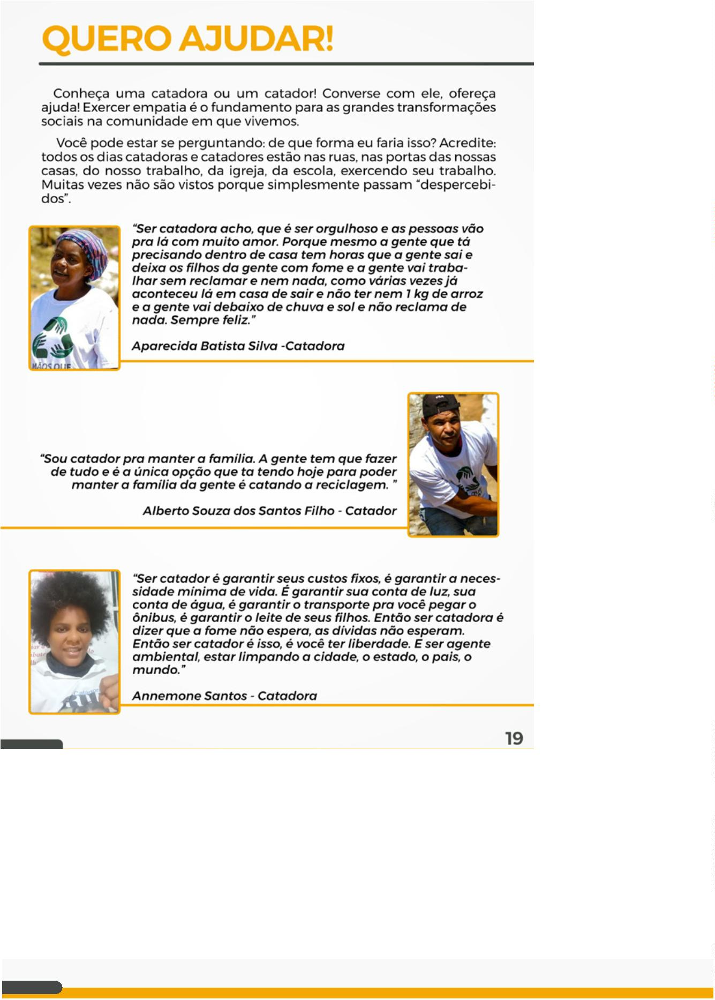 QUERO AJUDAR!
Conheça uma catadora ou um catador! Converse com ele, ofereça
ajuda! Exercer empatia é o fundamento para as grandes transformações
sociais na comunidade em que vivemos.
Você pode estar se perguntando: de que forma eu faria isso? Acredite:
todos os dias catadoras e catadores estão nas ruas, nas portas das nossas
casas, do nosso trabalho, da igreja, da escola, exercendo seu trabalho.
Muitas vezes não são vistos porque simplesmente passam “despercebi-
dos”.
“Ser catadora acho, que é ser orgulhoso e as pessoas vão
pra lá com muito amor. Porque mesmo a gente que tá
precisando dentro de casa tem horas que a gente sai e
deixa os filhos da gente com fome e a gente vai traba-
lhar sem reclamar e nem nada, como várias vezes já
aconteceu lá em casa de sair e não ter nem 1 kg de arroz
e a gente vai debaixo de chuva e sol e não reclama de
nada. Sempre feliz.”
Aparecida Batista Silva -Catadora
MÃOS QUE
“Sou catador pra manter a família. A gente tem que fazer
de tudo e é a única opção que ta tendo hoje para poder
manter a família da gente é catando a reciclagem. ”
Alberto Souza dos Santos Filho - Catador
“Ser catador é garantir seus custos fixos, é garantir a neces-
sidade mínima de vida. É garantir sua conta de luz, sua
conta de água, é garantir o transporte pra você pegar o
ônibus, é garantir o leite de seus filhos. Então ser catadora é
dizer que a fome não espera, as dívidas não esperam.
Então ser catador é isso, é você ter liberdade. E ser agente
ambiental, estar limpando a cidade, o estado, o pais, o
mundo.”
Annemone Santos - Catadora
19